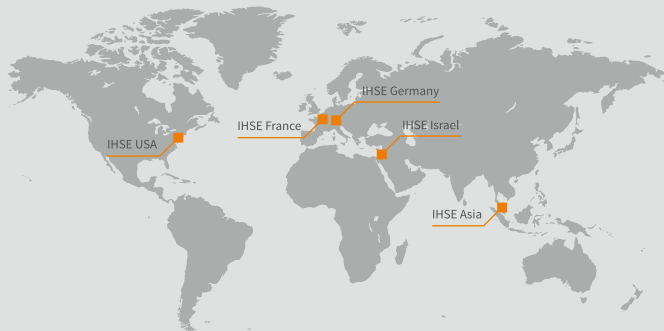 IHSE Germany
IHSE France
IHSE Israel
IHSE USA
IHSE Asia